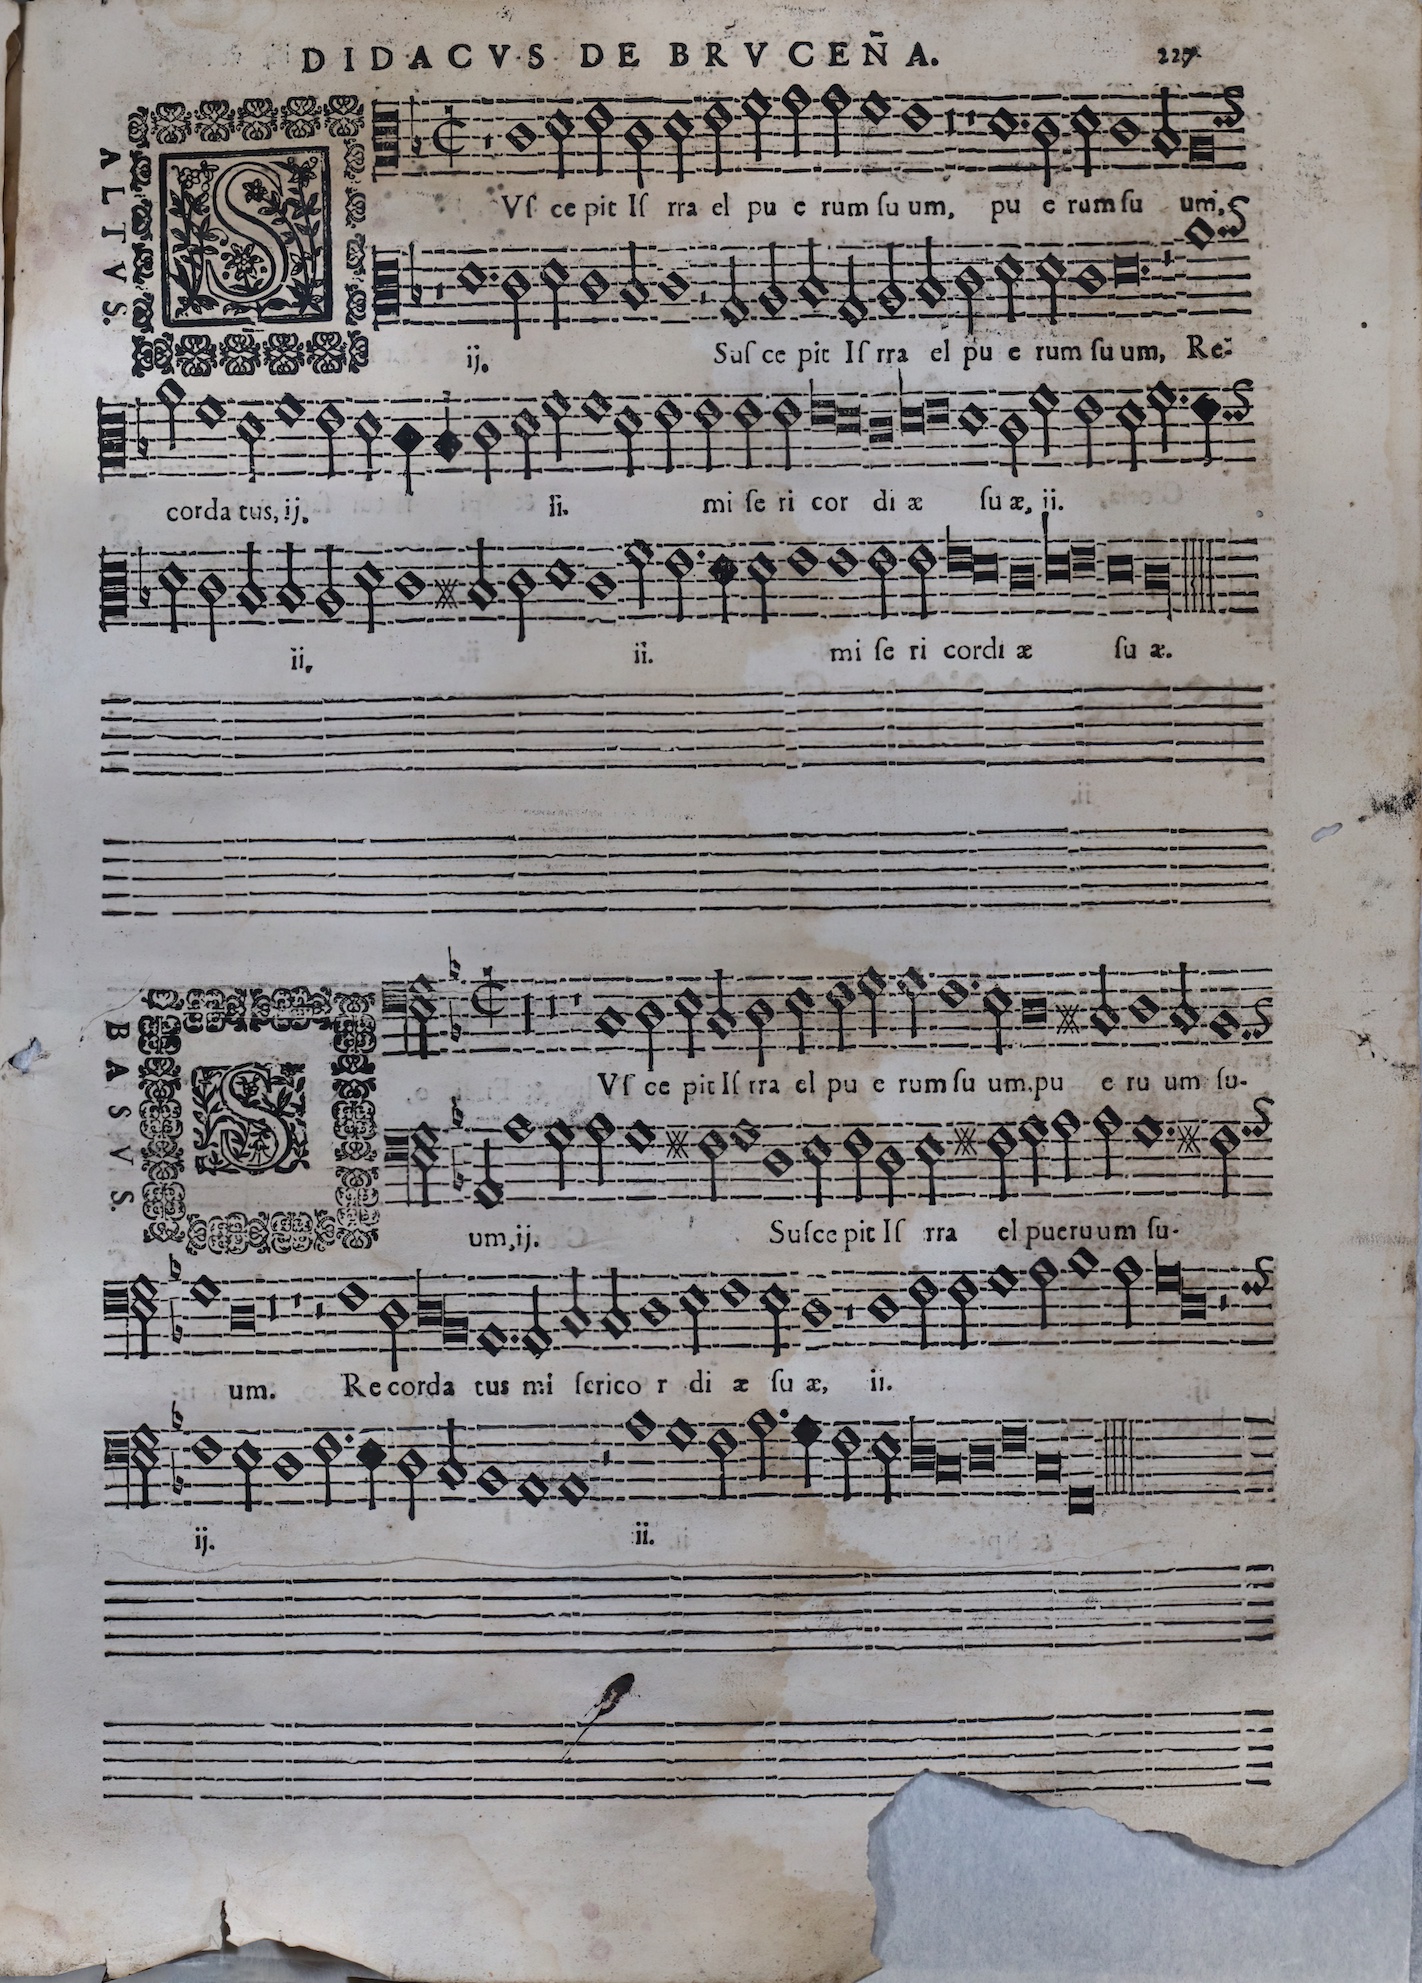 DIDACVS DE BRVCEÑA. 227
ALTVS.
S
Vſ ce pit Iſ rra el pu e rum ſu um, pu e rum ſu um,
ij. Suſ ce pit Iſ rra el pu e rum ſu um, Re-
corda tus, ij. ii. mi ſe ri cor di æ ſu æ, ii.
ii. ii. mi ſe ri cordi æ ſu æ.
BASVS.
S
Vſ ce pit Iſ rra el pu e rum ſu um. pu e ru um ſu-
um, ij. Suſce pit Iſ rra el pueruum ſu-
um. Re corda tus mi ſerico r di æ ſu æ, ii.
ij. ii.